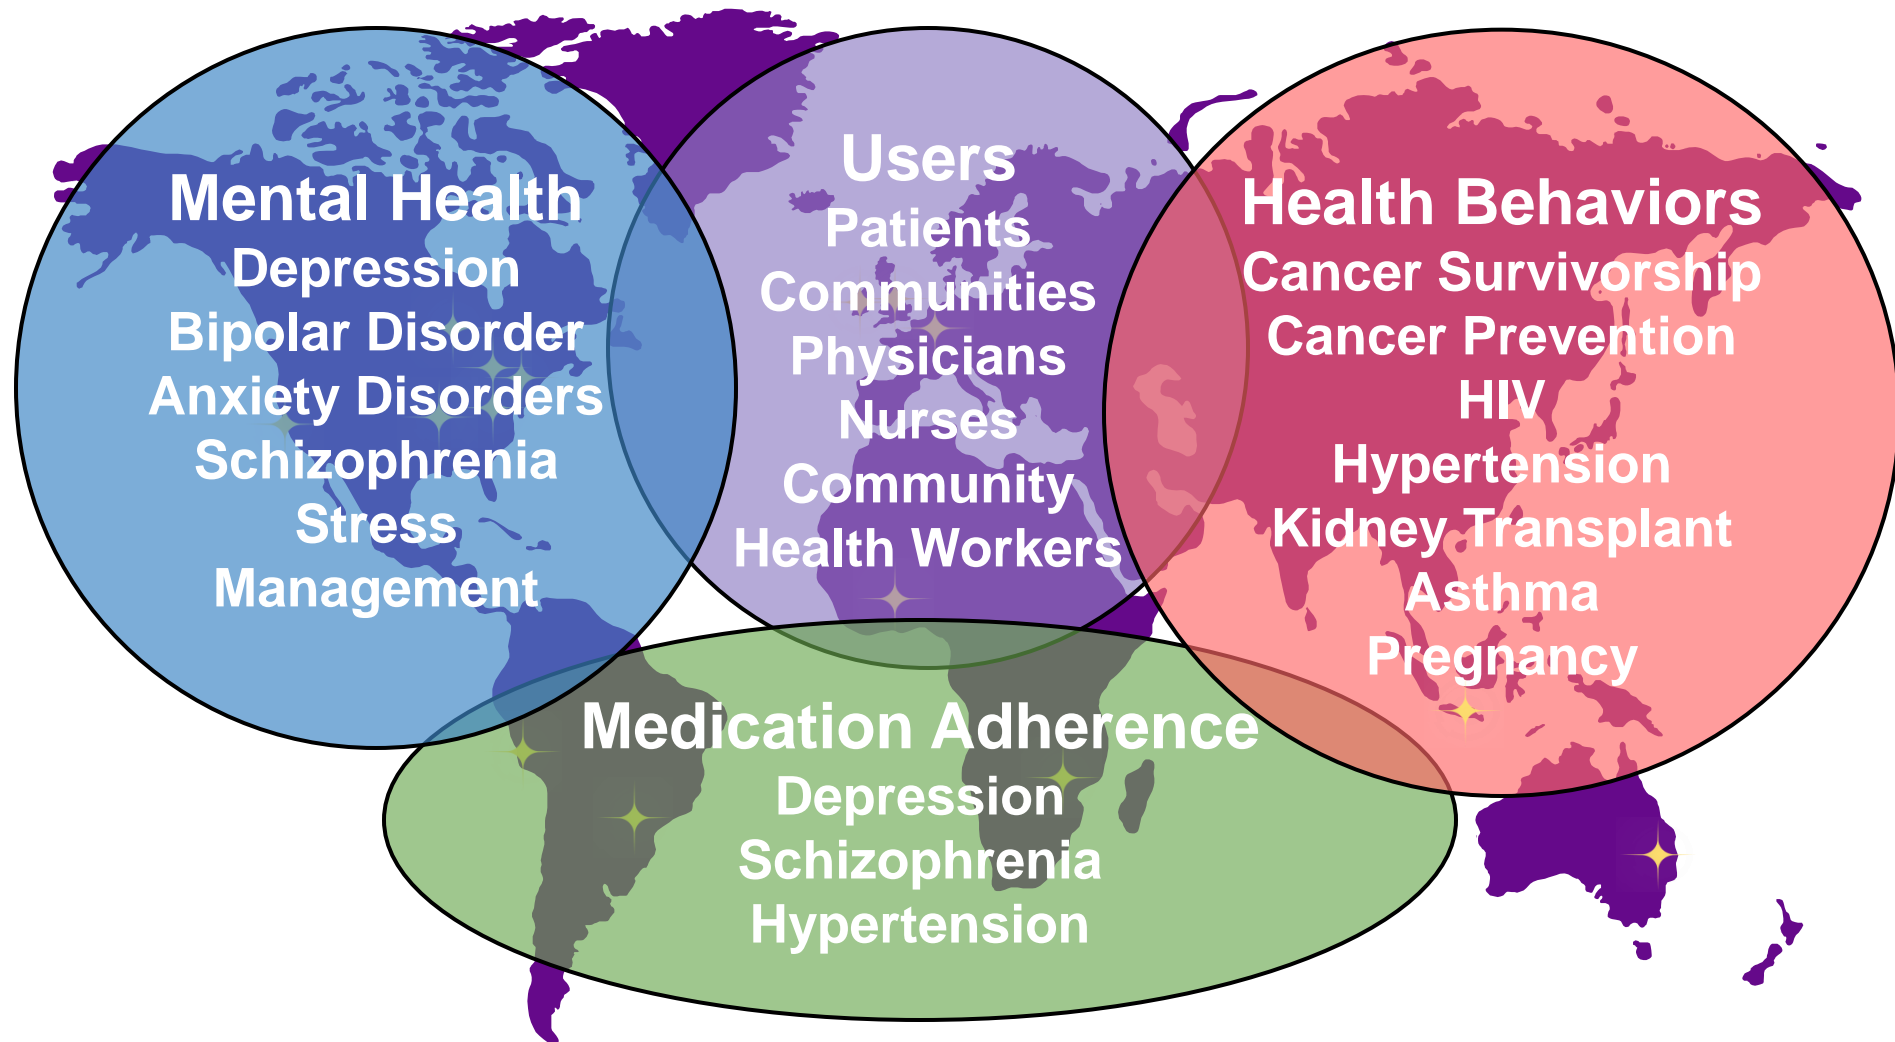 Mental Health
Depression
Bipolar Disorder
Anxiety Disorders
Schizophrenia
Stress
Management
Users
Patients
Communities
Physicians
Nurses
Community
Health Workers
Health Behaviors
Cancer Survivorship
Cancer Prevention
HIV
Hypertension
Kidney Transplant
Asthma
Pregnancy
Medication Adherence
Depression
Schizophrenia
Hypertension